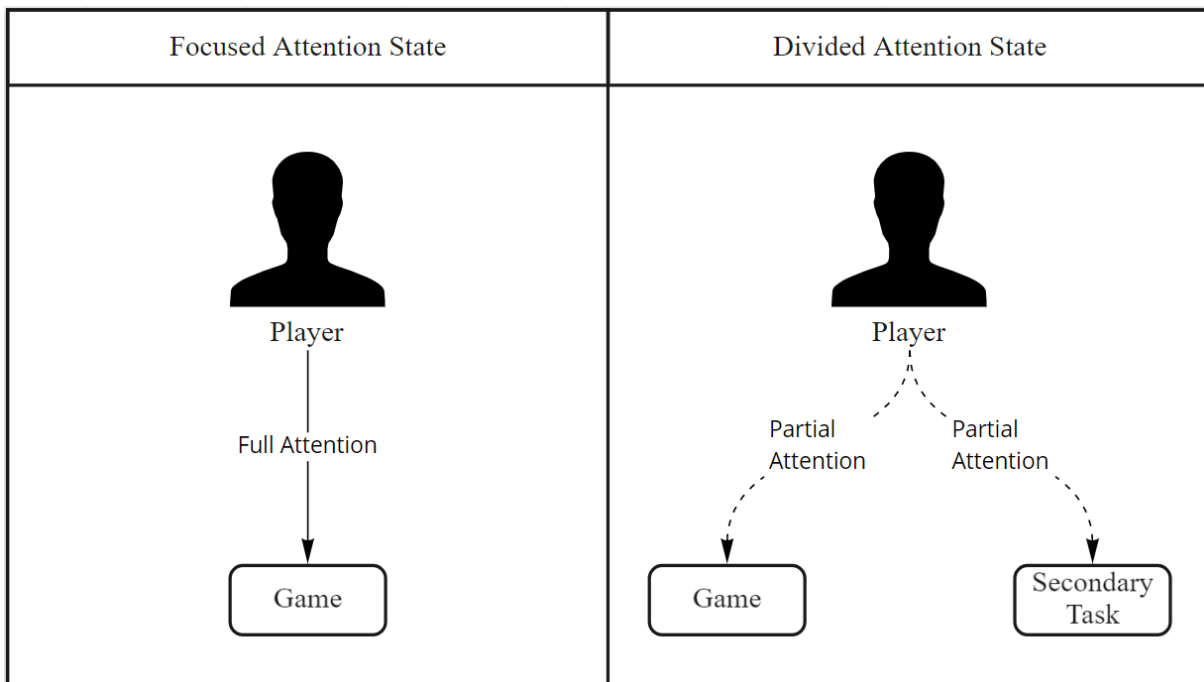 Focused Attention State
Divided Attention State
Player
Full Attention
Game
Player
Partial
Attention
Partial
Attention
Game
Secondary
Task